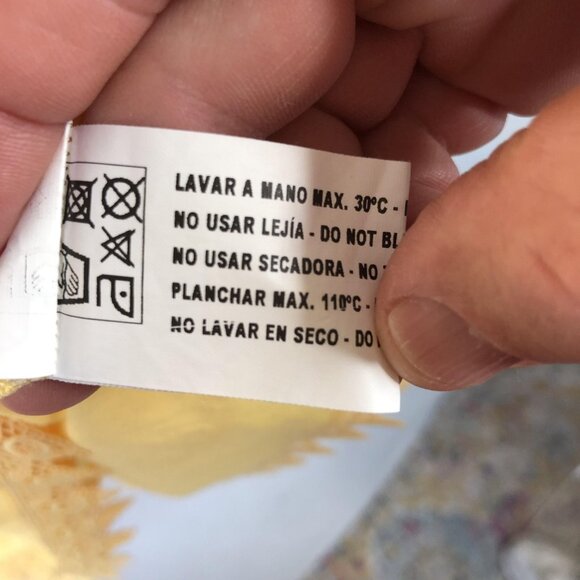 LAVAR A MANO MAX. 30ºC -
NO USAR LEJÍA - DO NOT BL
NO USAR SECADORA - NO
PLANCHAR MAX. 110ºC -
NO LAVAR EN SECO - DO